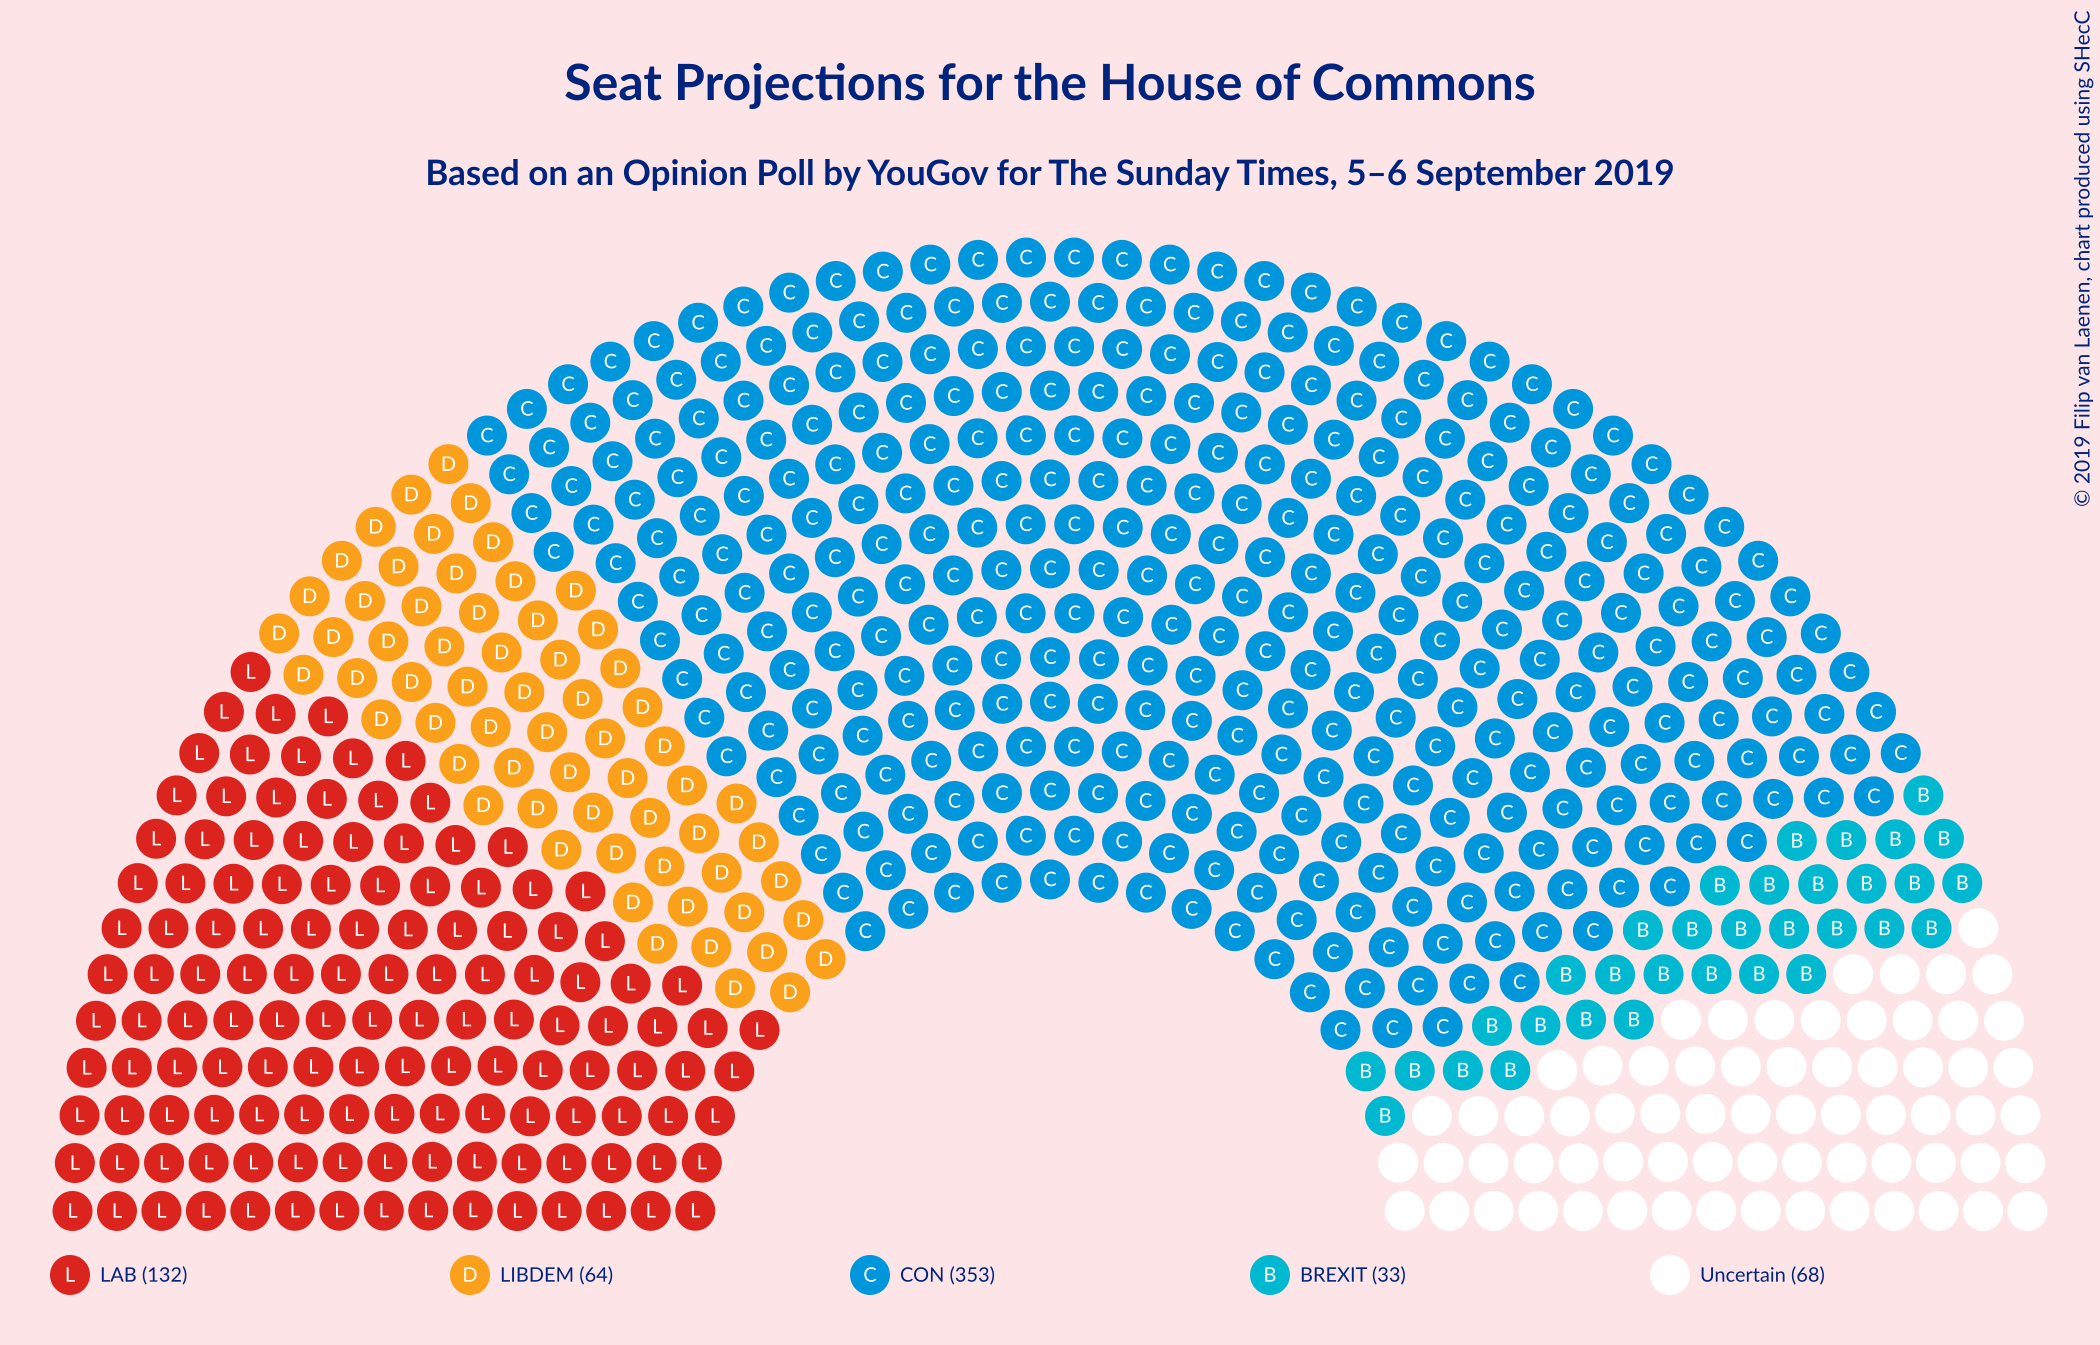 Seat Projections for the House of Commons
Based on an Opinion Poll by YouGov for The Sunday Times, 5–6 September 2019
© 2019 Filip van Laenen, chart produced using SHecC
L LAB (132)
D LIBDEM (64)
C CON (353)
B BREXIT (33)
Uncertain (68)